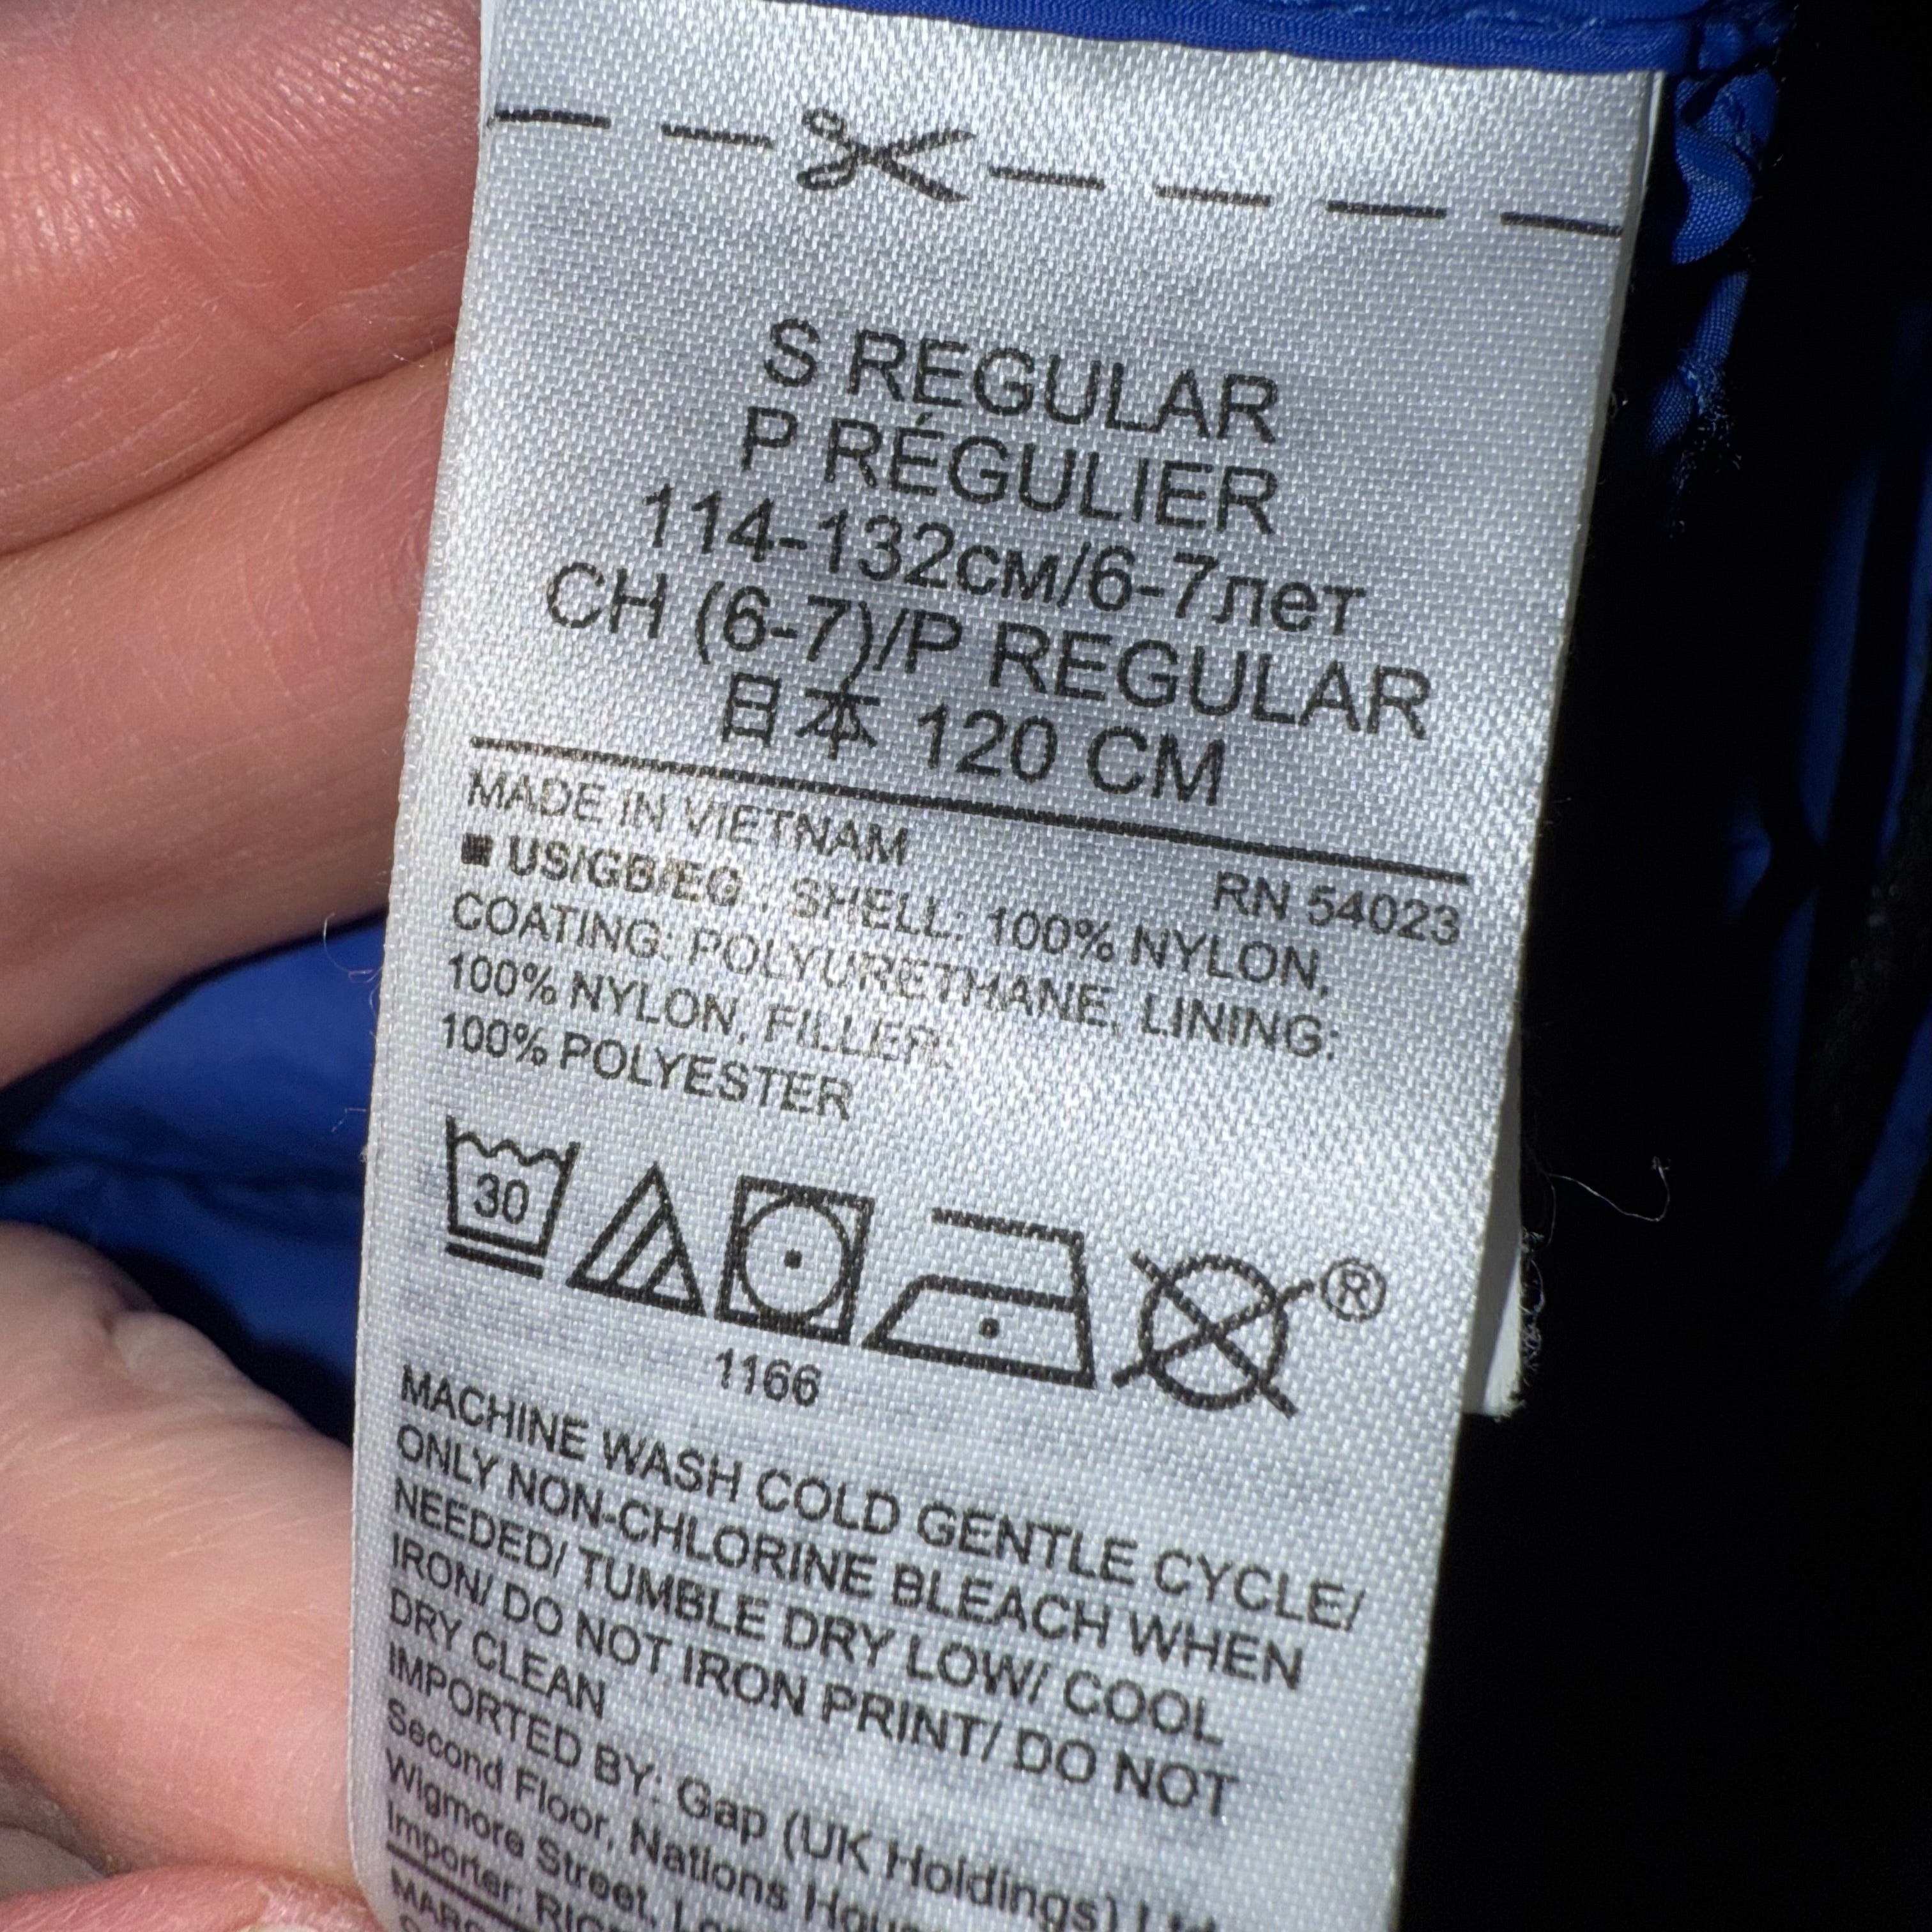 S REGULAR
P RÉGULIER
114-132см/6-7лет
CH (6-7)/P REGULAR
日本 120 CM
MADE IN VIETNAM
RN 54023
■ US/GB/EG : SHELL: 100% NYLON,
COATING: POLYURETHANE, LINING:
100% NYLON, FILLER:
100% POLYESTER
30
®
1166
MACHINE WASH COLD GENTLE CYCLE/
ONLY NON-CHLORINE BLEACH WHEN
NEEDED/ TUMBLE DRY LOW/ COOL
IRON/ DO NOT IRON PRINT/ DO NOT
DRY CLEAN
IMPORTED BY: Gap (UK Holdings) Ltd
Second Floor, Nations House
Wigmore Street,
Importer: